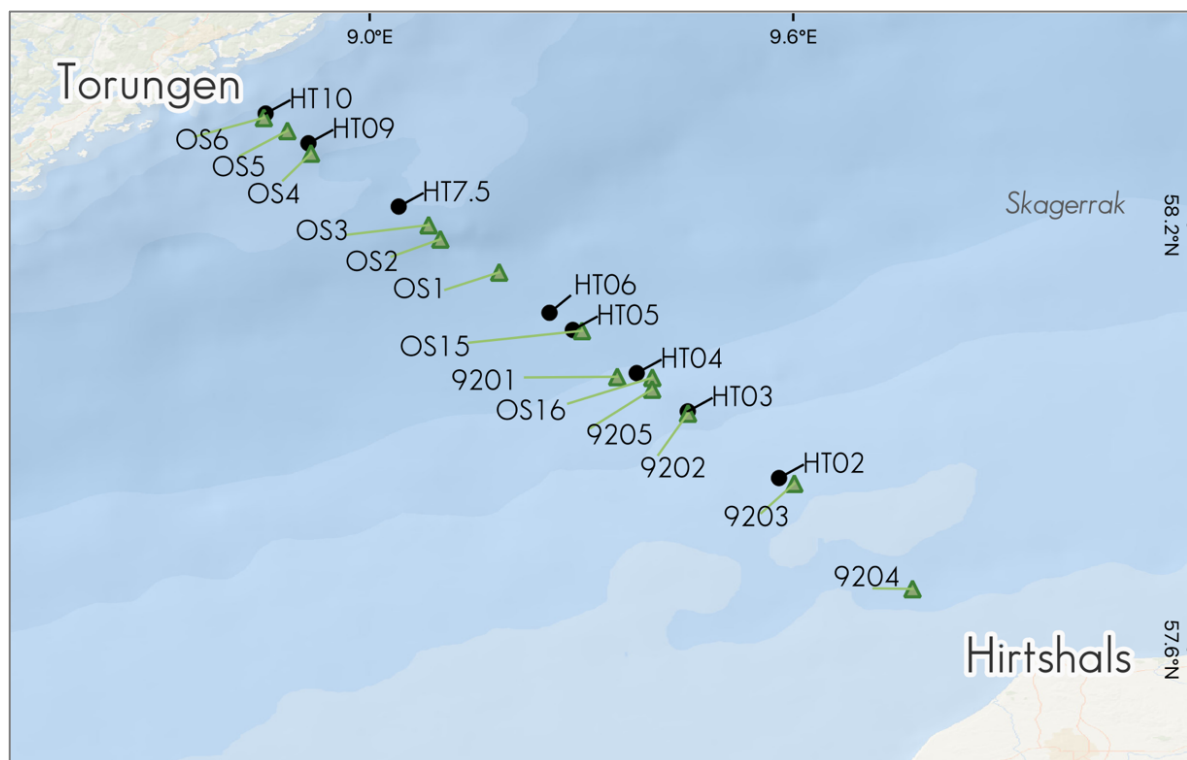 9.0°E
9.6°E
Torungen
HT10
OS6
HT09
OS5
OS4
HT7.5
Skagerrak
58.2°N
OS3
OS2
OS1
HT06
HT05
OS15
HT04
9201
HT03
OS16
9205
9202
HT02
9203
9204
57.6°N
Hirtshals